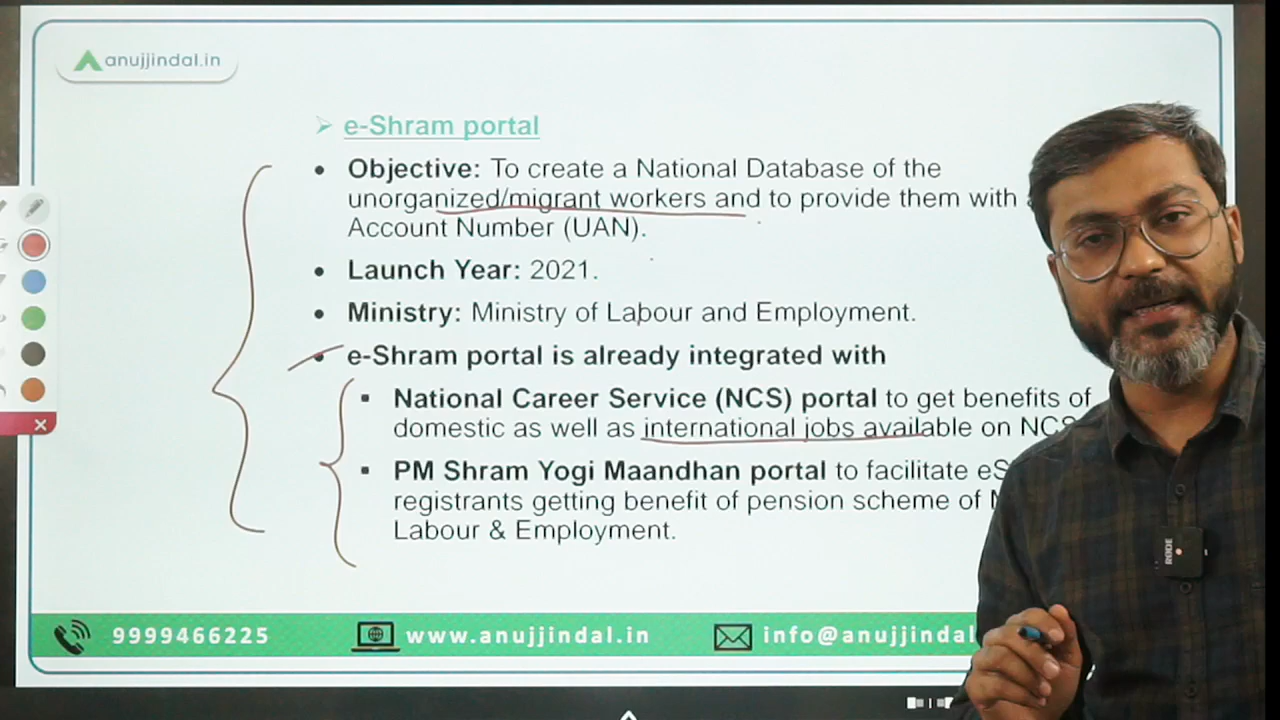 anujjindal.in
e-Shram portal
Objective: To create a National Database of the
unorganized/migrant workers and to provide them with
Account Number (UAN).
Launch Year: 2021.
Ministry: Ministry of Labour and Employment.
e-Shram portal is already integrated with
National Career Service (NCS) portal to get benefits of
domestic as well as international jobs available on NCS
PM Shram Yogi Maandhan portal to facilitate eS
registrants getting benefit of pension scheme of
Labour & Employment.
9999466225 www.anujjindal.in info@anujjindal
RODE